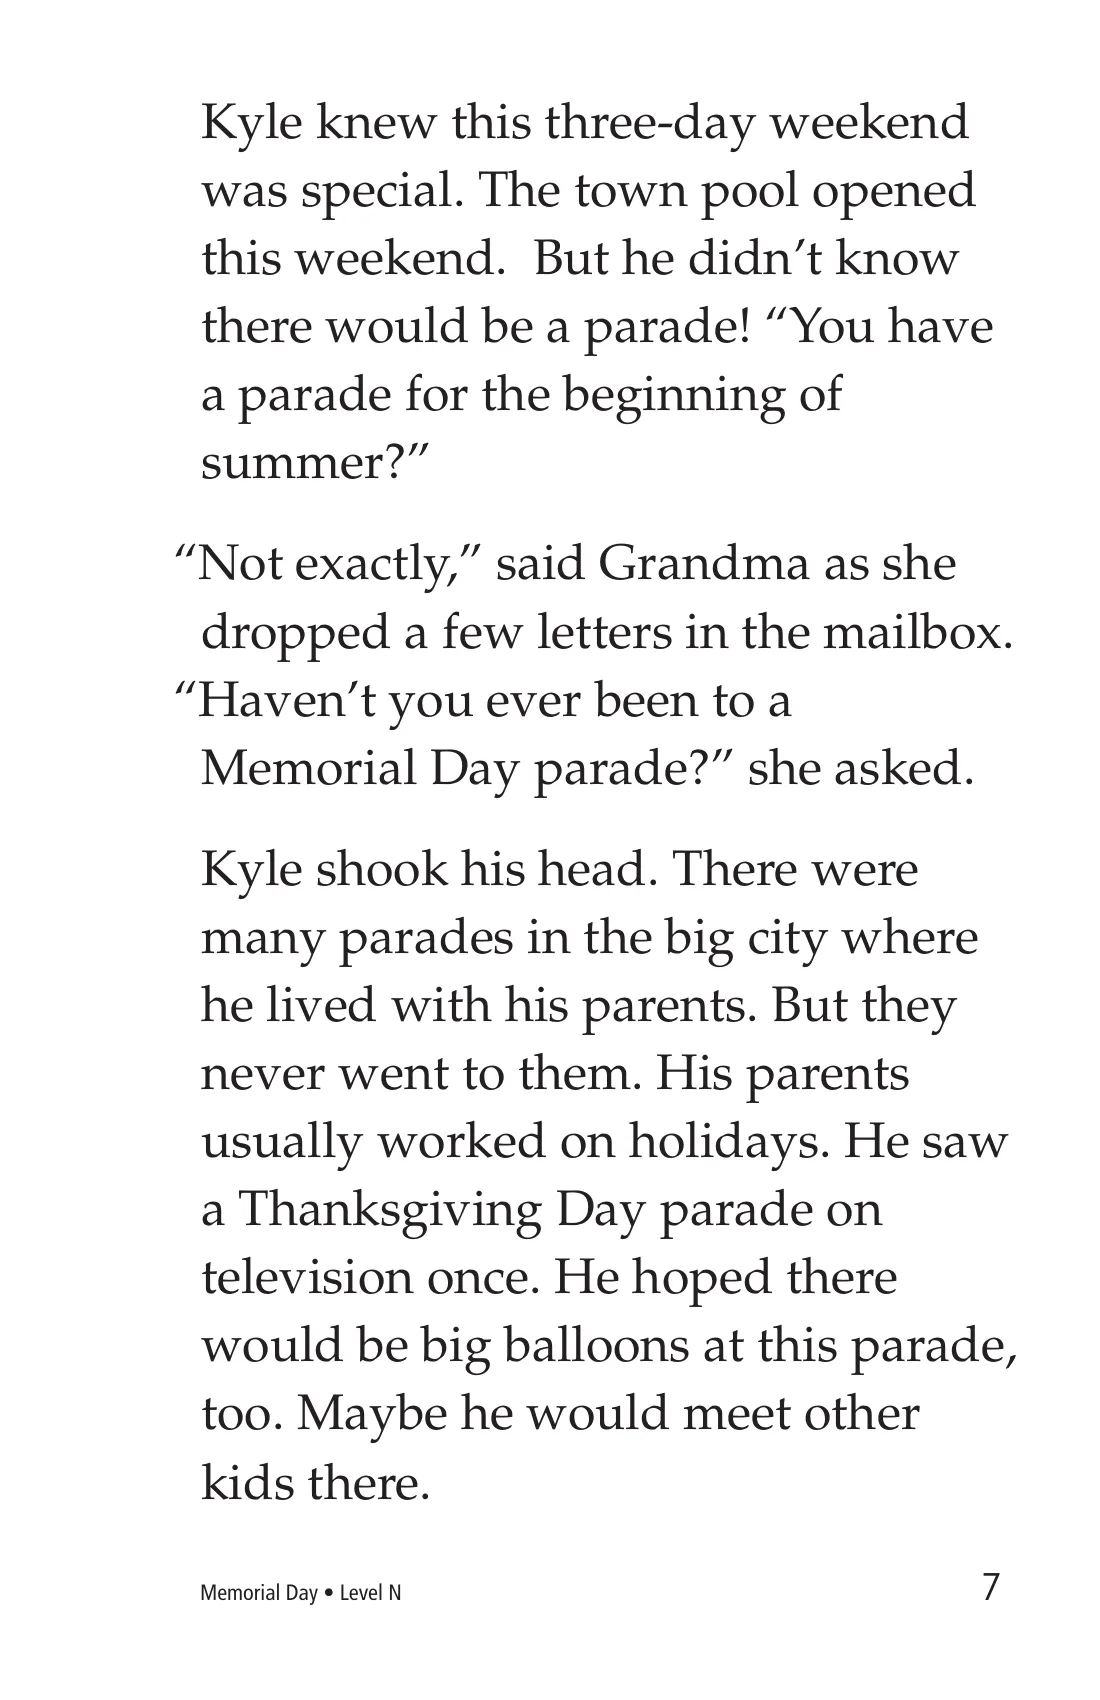 Kyle knew this three-day weekend
was special. The town pool opened
this weekend.  But he didn’t know
there would be a parade! “You have
a parade for the beginning of
summer?”
“Not exactly,” said Grandma as she
dropped a few letters in the mailbox.
“Haven’t you ever been to a
Memorial Day parade?” she asked.
Kyle shook his head. There were
many parades in the big city where
he lived with his parents. But they
never went to them. His parents
usually worked on holidays. He saw
a Thanksgiving Day parade on
television once. He hoped there
would be big balloons at this parade,
too. Maybe he would meet other
kids there.
Memorial Day • Level N
7